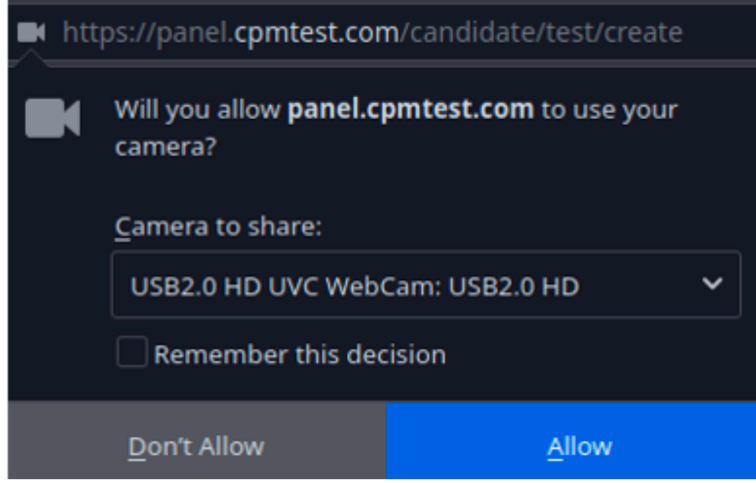 https://panel.cpmtest.com/candidate/test/create
Will you allow panel.cpmtest.com to use your
camera?
Camera to share:
USB2.0 HD UVC WebCam: USB2.0 HD
Remember this decision
Don't Allow
Allow